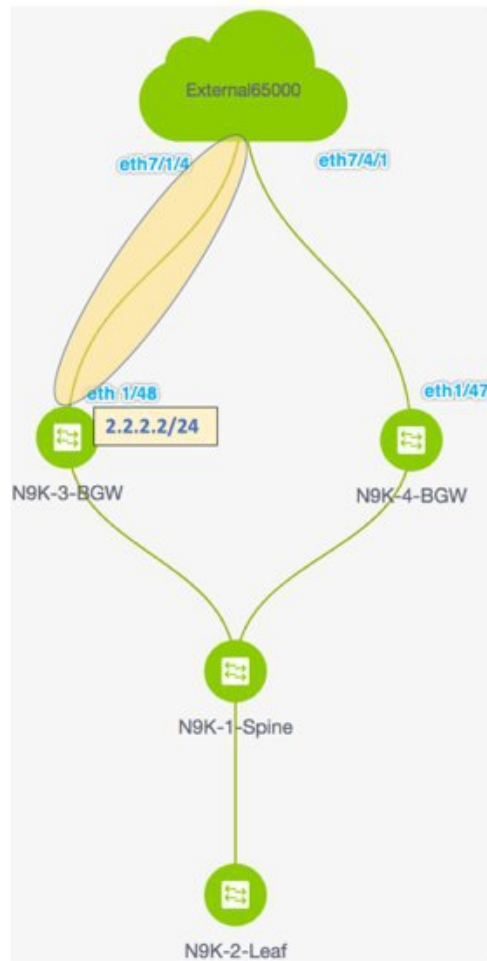 External65000
eth7/1/4
eth7/4/1
eth 1/48
eth1/47
2.2.2.2/24
N9K-3-BGW
N9K-4-BGW
N9K-1-Spine
N9K-2-Leaf